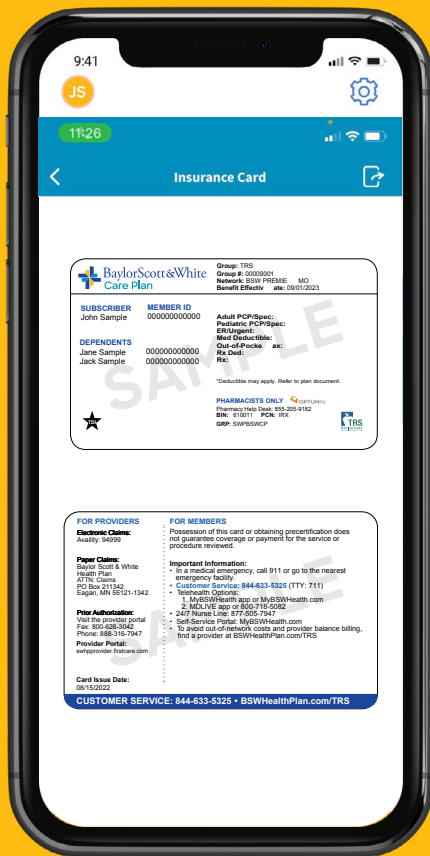 9:41
JS
11:26
Insurance Card
BaylorScott&White
Care Plan
Group: TRS
Group #: 00009001
Network: BSW PREMIE MO
Benefit Effectiv ate: 09/01/2023
SUBSCRIBER MEMBER ID
John Sample 000000000000
DEPENDENTS
Jane Sample 000000000000
Jack Sample 000000000000
Adult PCP/Spec:
Pediatric PCP/Spec:
ER/Urgent:
Med Deductible:
Out-of-Pocke ax:
Rx Ded:
Rx:
*Deductible may apply. Refer to plan document.
SAMPLE
PHARMACISTS ONLY OPTUMRx
Pharmacy Help Desk: 855-205-9182
BIN: 610011 PCN: IRX
GRP: SWPBSWCP
TDI
TRS
FOR PROVIDERS
Electronic Claims:
Availity: 94999
Paper Claims:
Baylor Scott & White
Health Plan
ATTN: Claims
PO Box 211342
Eagan, MN 55121-1342
Prior Authorization:
Visit the provider portal
Fax: 800-626-3042
Phone: 888-316-7947
Provider Portal:
swhpprovider.firstcare.com
Card Issue Date:
08/15/2022
FOR MEMBERS
Possession of this card or obtaining precertification does
not guarantee coverage or payment for the service or
procedure reviewed.
Important Information:
• In a medical emergency, call 911 or go to the nearest
emergency facility.
• Customer Service: 844-633-5325 (TTY: 711)
• Telehealth Options:
1. MyBSWHealth app or MyBSWHealth.com
2. MDLIVE app or 800-718-5082
• 24/7 Nurse Line: 877-505-7947
• Self-Service Portal: MyBSWHealth.com
• To avoid out-of-network costs and provider balance billing,
find a provider at BSWHealthPlan.com/TRS
SAMPLE
CUSTOMER SERVICE: 844-633-5325 • BSWHealthPlan.com/TRS